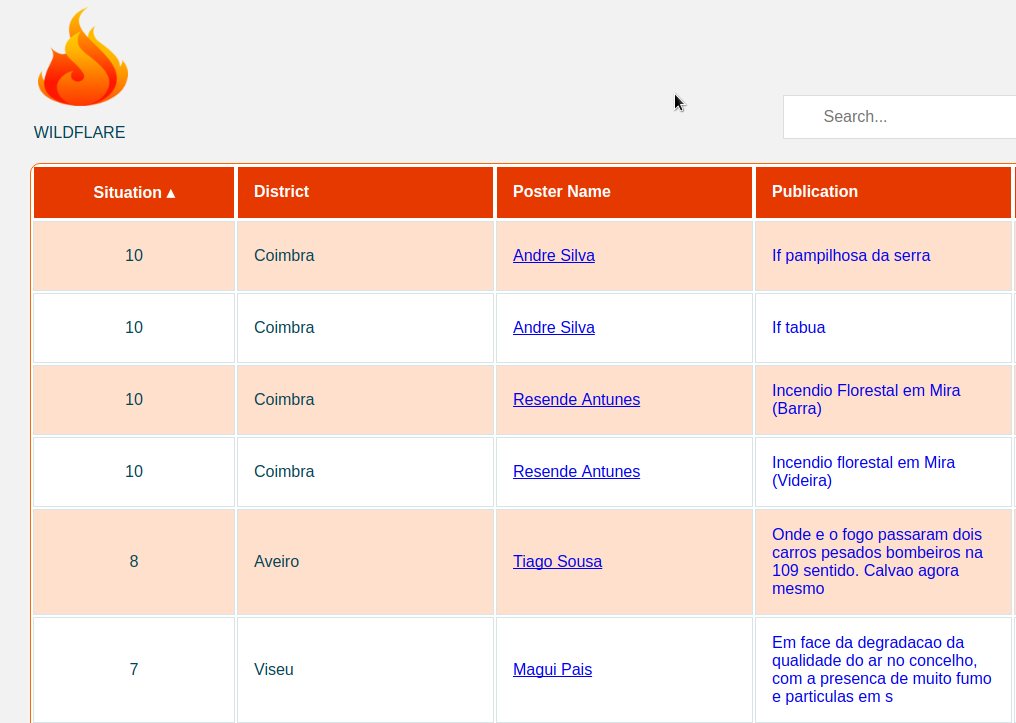 WILDFLARE
Search...
Situation ▲ District Poster Name Publication
10 Coimbra Andre Silva If pampilhosa da serra
10 Coimbra Andre Silva If tabua
10 Coimbra Resende Antunes Incendio Florestal em Mira
(Barra)
10 Coimbra Resende Antunes Incendio florestal em Mira
(Videira)
8 Aveiro Tiago Sousa Onde e o fogo passaram dois
carros pesados bombeiros na
109 sentido. Calvao agora
mesmo
7 Viseu Magui Pais Em face da degradacao da
qualidade do ar no concelho,
com a presenca de muito fumo
e particulas em s